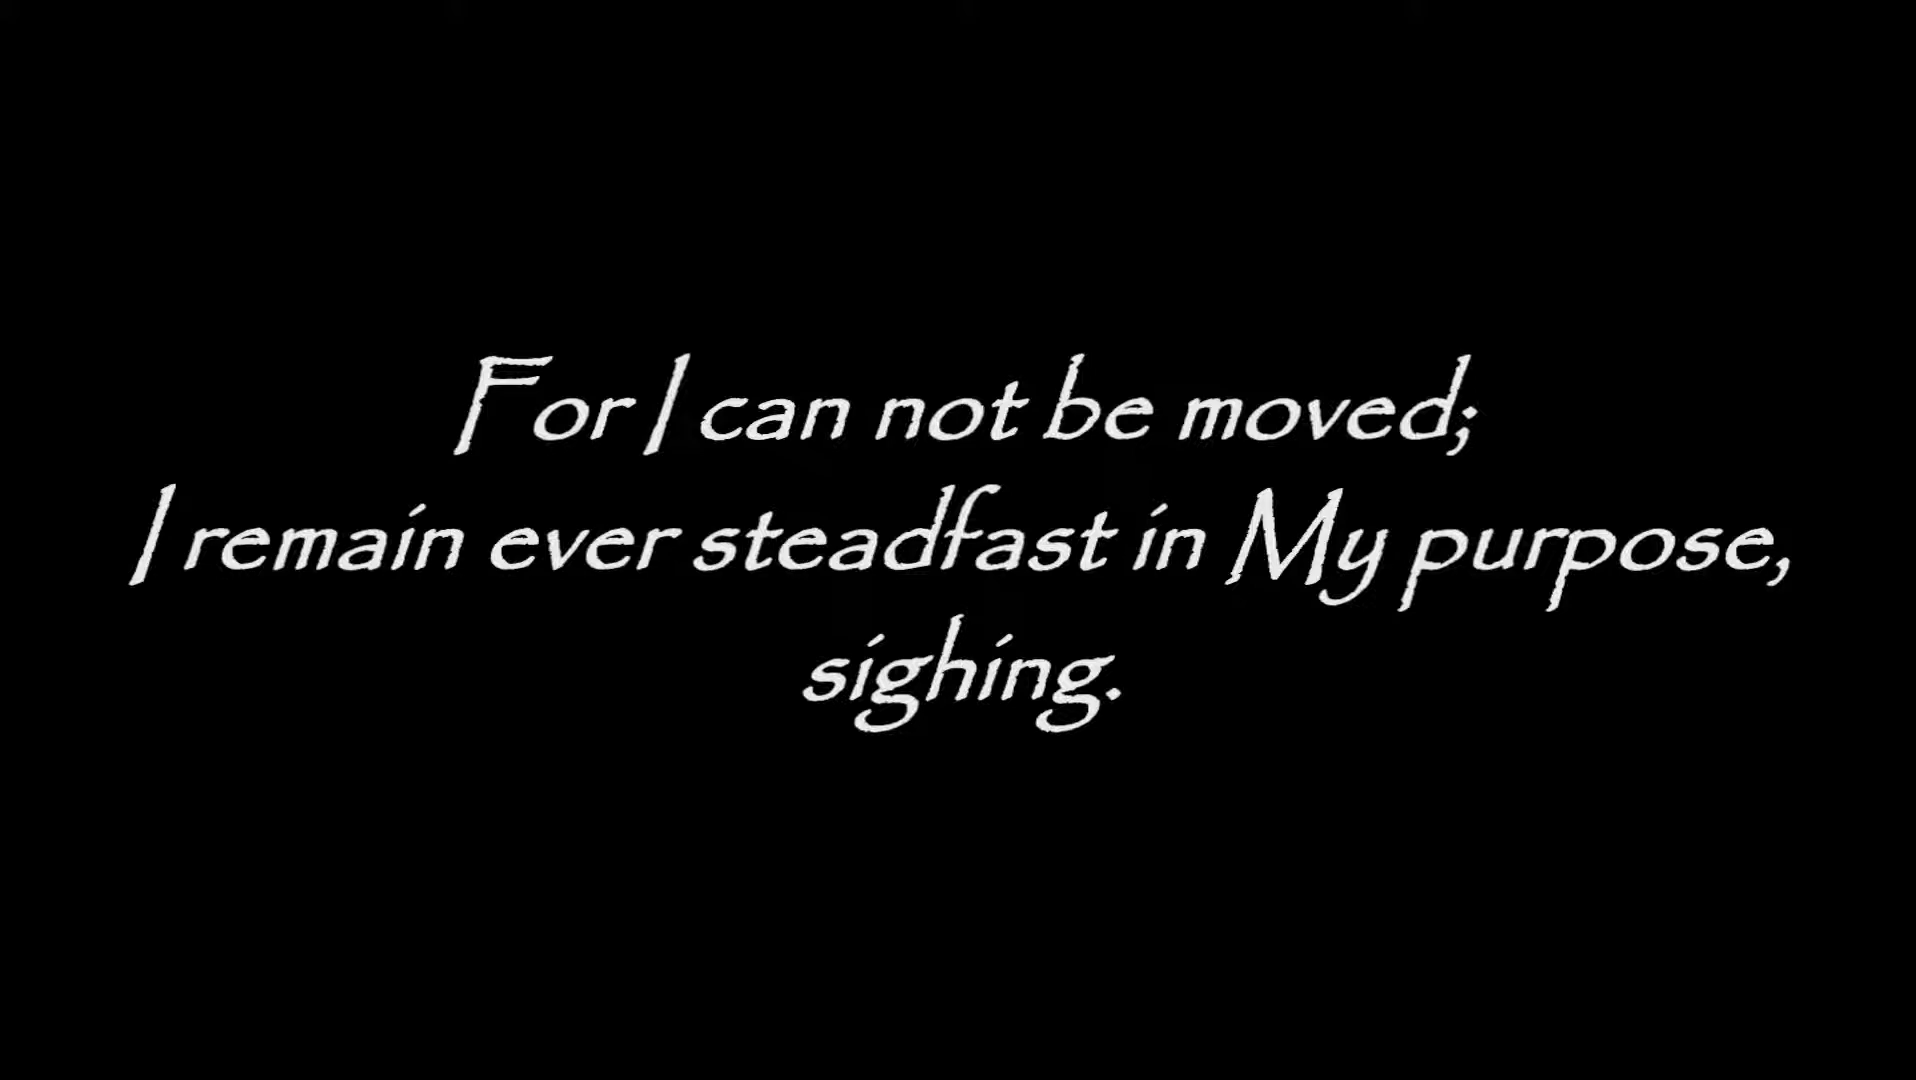 For I can not be moved;
I remain ever steadfast in My purpose,
sighing.